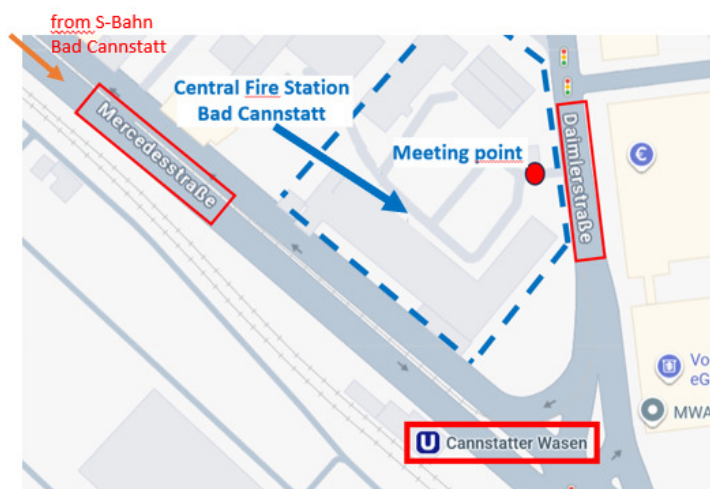 from S-Bahn
Bad Cannstatt
Central Fire Station
Bad Cannstatt
Mercedesstraße
Meeting point
Daimlerstraße
€
Vo
eG
MWA
U Cannstatter Wasen